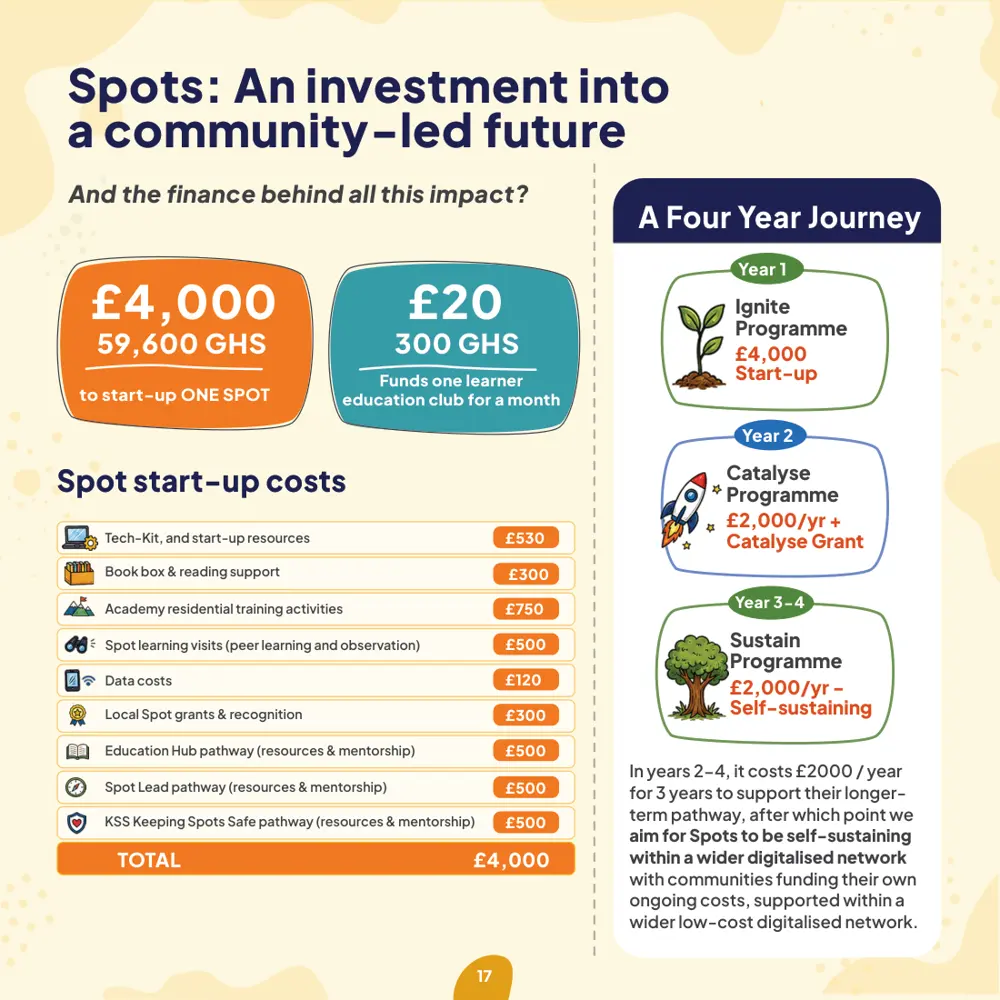 Spots: An investment into
a community-led future
And the finance behind all this impact?
£4,000
59,600 GHS
to start-up ONE SPOT
£20
300 GHS
Funds one learner
education club for a month
Spot start-up costs
Tech-Kit, and start-up resources £530
Book box & reading support £300
Academy residential training activities £750
Spot learning visits (peer learning and observation) £500
Data costs £120
Local Spot grants & recognition £300
Education Hub pathway (resources & mentorship) £500
Spot Lead pathway (resources & mentorship) £500
KSS Keeping Spots Safe pathway (resources & mentorship) £500
TOTAL £4,000
A Four Year Journey
Year 1
Ignite
Programme
£4,000
Start-up
Year 2
Catalyse
Programme
£2,000/yr +
Catalyse Grant
Year 3-4
Sustain
Programme
£2,000/yr –
Self-sustaining
In years 2-4, it costs £2000 / year
for 3 years to support their longer-
term pathway, after which point we
aim for Spots to be self-sustaining
within a wider digitalised network
with communities funding their own
ongoing costs, supported within a
wider low-cost digitalised network.
17